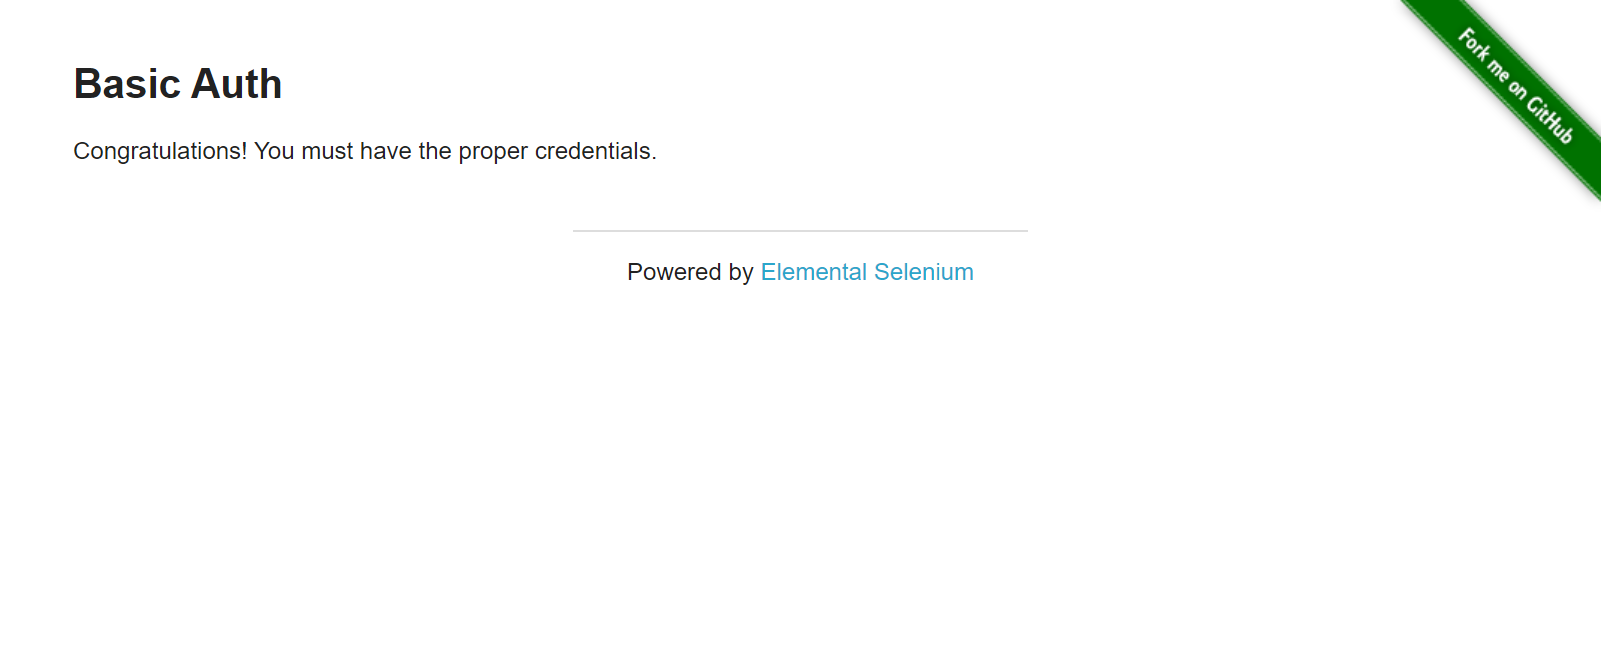 Fork me on GitHub
Basic Auth
Congratulations! You must have the proper credentials.
Powered by Elemental Selenium